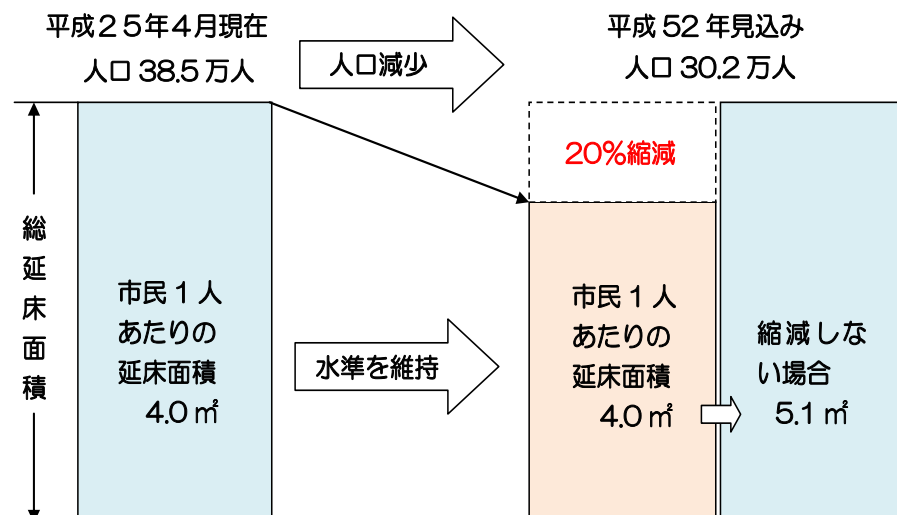 平成２５年４月現在
人口 38.5 万人
人口減少
平成 52 年見込み
人口 30.2 万人
20%縮減
総延床面積
市民 1 人
あたりの
延床面積
4.0 ㎡
水準を維持
市民 1 人
あたりの
延床面積
4.0 ㎡
縮減しな
い場合
5.1 ㎡